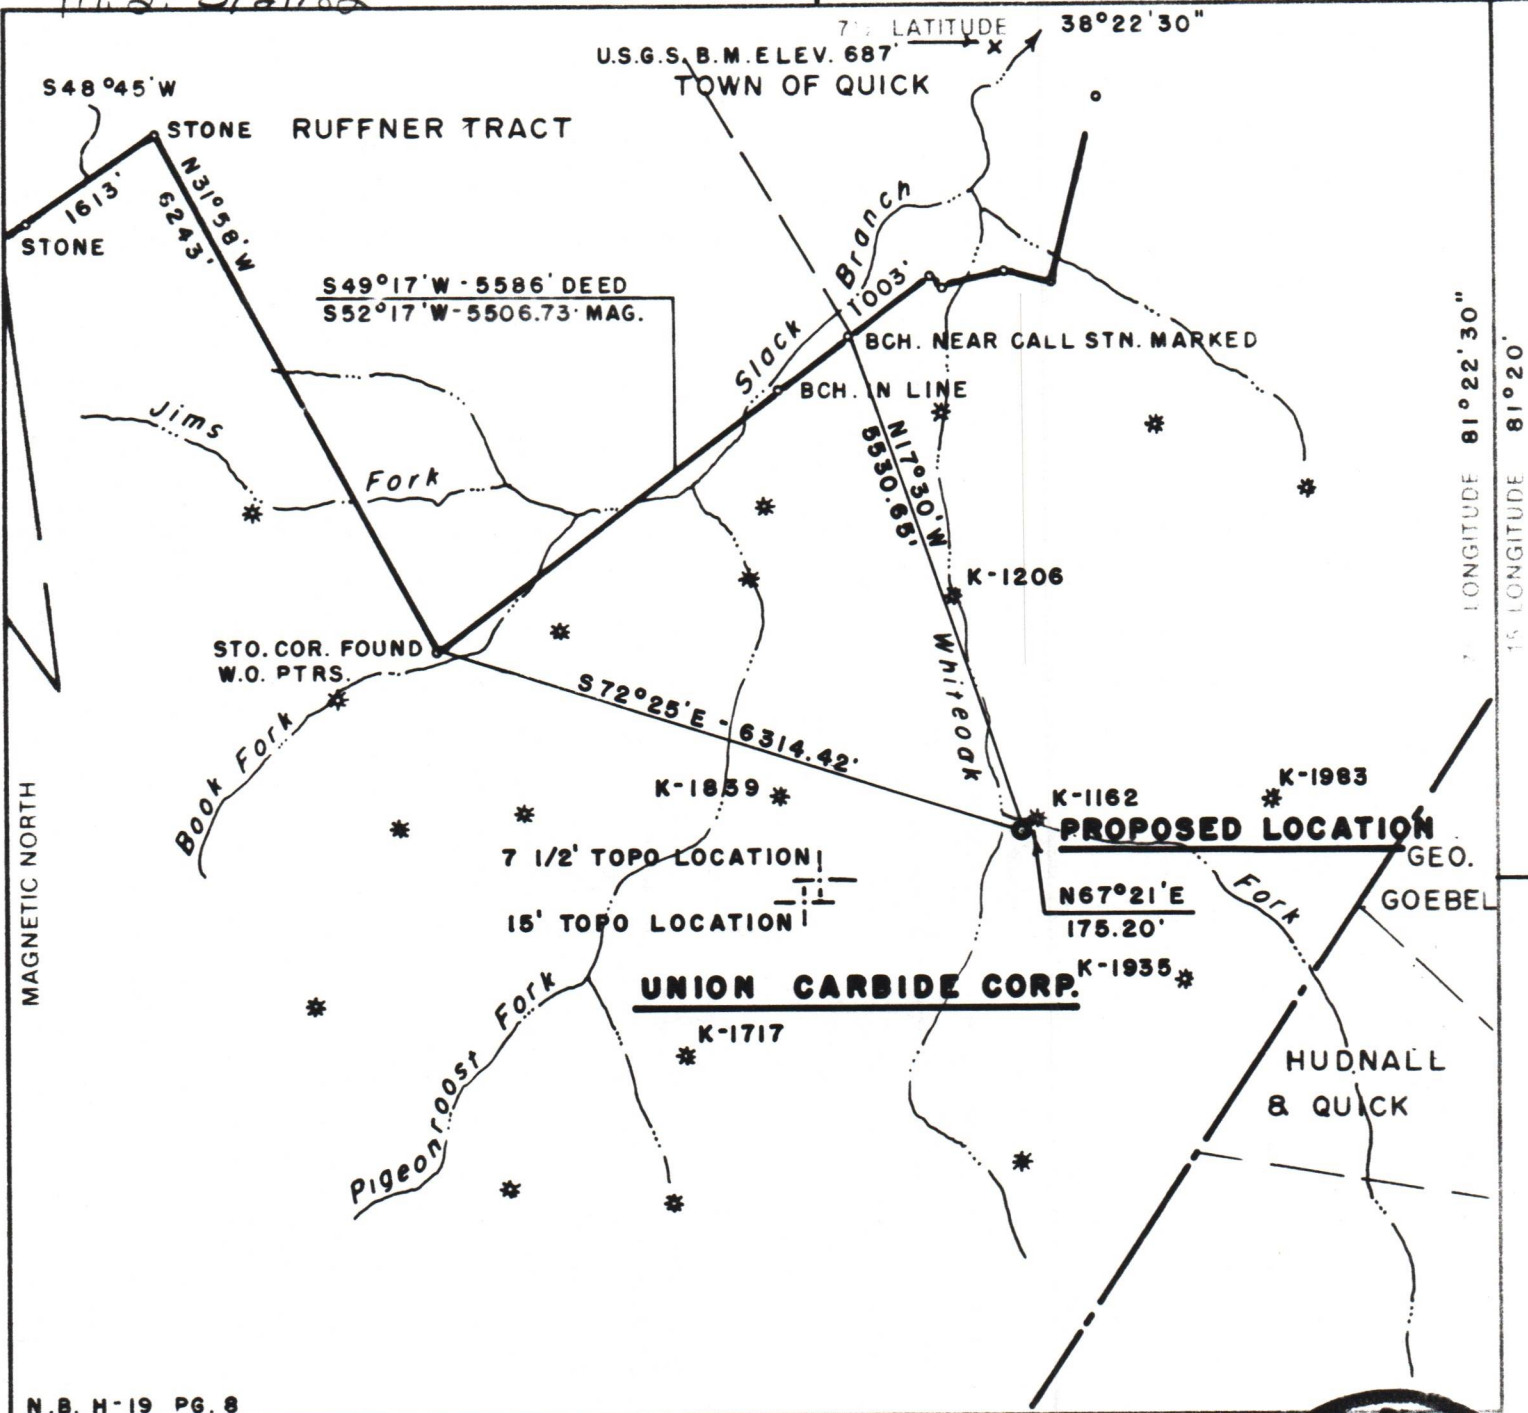 7½ LATITUDE
38°22'30"
U.S.G.S. B.M. ELEV. 687'
TOWN OF QUICK
S48°45'W
STONE
RUFFNER TRACT
1613'
STONE
N31°58'W
6243'
S49°17'W - 5586' DEED
S52°17'W-5506.73' MAG.
Slack Branch
1003'
BCH. NEAR CALL STN. MARKED
BCH. IN LINE
Jims Fork
N17°30'W
5530.65'
K-1206
LONGITUDE 81°22'30"
15 LONGITUDE 81°20'
STO. COR. FOUND
W.O. PTRS.
S72°25'E - 6314.42'
Whiteoak
Book Fork
K-1859
K-1162
K-1983
PROPOSED LOCATION
7 1/2' TOPO LOCATION
GEO.
GOEBEL
Fork
N67°21'E
175.20'
15' TOPO LOCATION
MAGNETIC NORTH
K-1935
UNION CARBIDE CORP.
K-1717
Pigeonroost Fork
HUDNALL
& QUICK
N.B. H-19 PG. 8